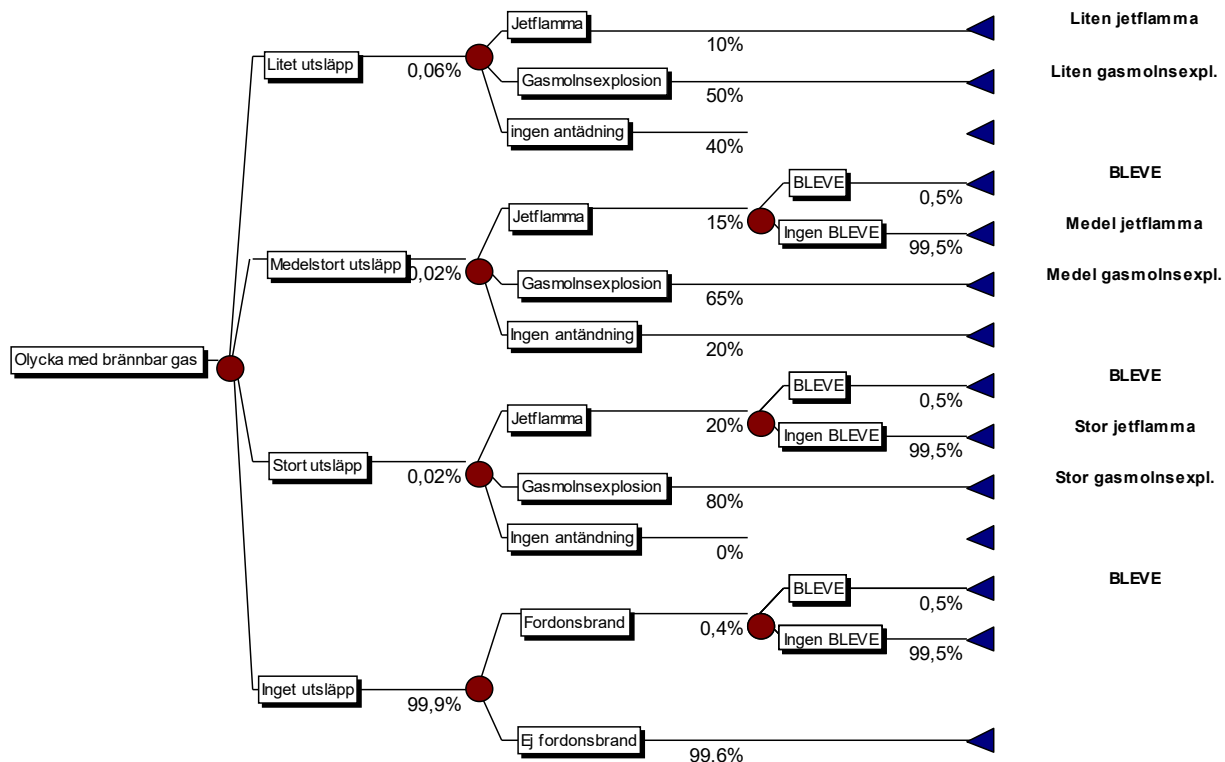 Jetflamma
10%
Liten jetflamma
Litet utsläpp
0,06%
Gasmolnsexplosion
50%
Liten gasmolnsexpl.
ingen antädning
40%
BLEVE
0,5%
BLEVE
Jetflamma
15%
Ingen BLEVE
99,5%
Medel jetflamma
Medelstort utsläpp
0,02%
Gasmolnsexplosion
65%
Medel gasmolnsexpl.
Ingen antändning
20%
Olycka med brännbar gas
BLEVE
0,5%
BLEVE
Jetflamma
20%
Ingen BLEVE
99,5%
Stor jetflamma
Stort utsläpp
0,02%
Gasmolnsexplosion
80%
Stor gasmolnsexpl.
Ingen antändning
0%
BLEVE
0,5%
BLEVE
Fordonsbrand
0,4%
Ingen BLEVE
99,5%
Inget utsläpp
99,9%
Ej fordonsbrand
99,6%